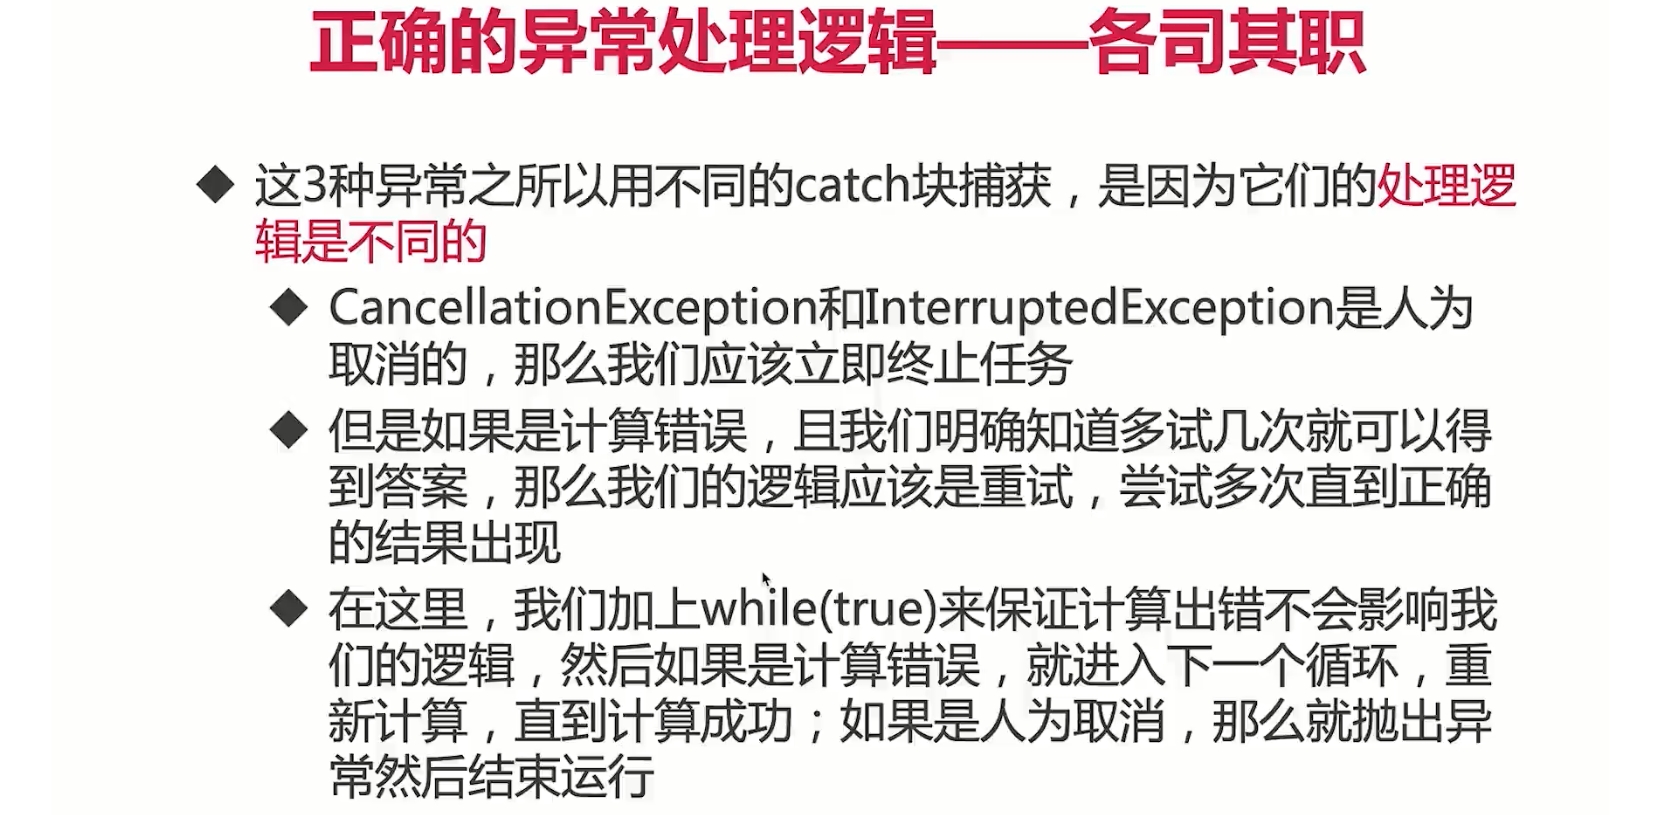 正确的异常处理逻辑——各司其职
◆ 这3种异常之所以用不同的catch块捕获，是因为它们的处理逻
辑是不同的
◆ CancellationException和InterruptedException是人为
取消的，那么我们应该立即终止任务
◆ 但是如果是计算错误，且我们明确知道多试几次就可以得
到答案，那么我们的逻辑应该是重试，尝试多次直到正确
的结果出现
◆ 在这里，我们加上while(true)来保证计算出错不会影响我
们的逻辑，然后如果是计算错误，就进入下一个循环，重
新计算，直到计算成功；如果是人为取消，那么就抛出异
常然后结束运行